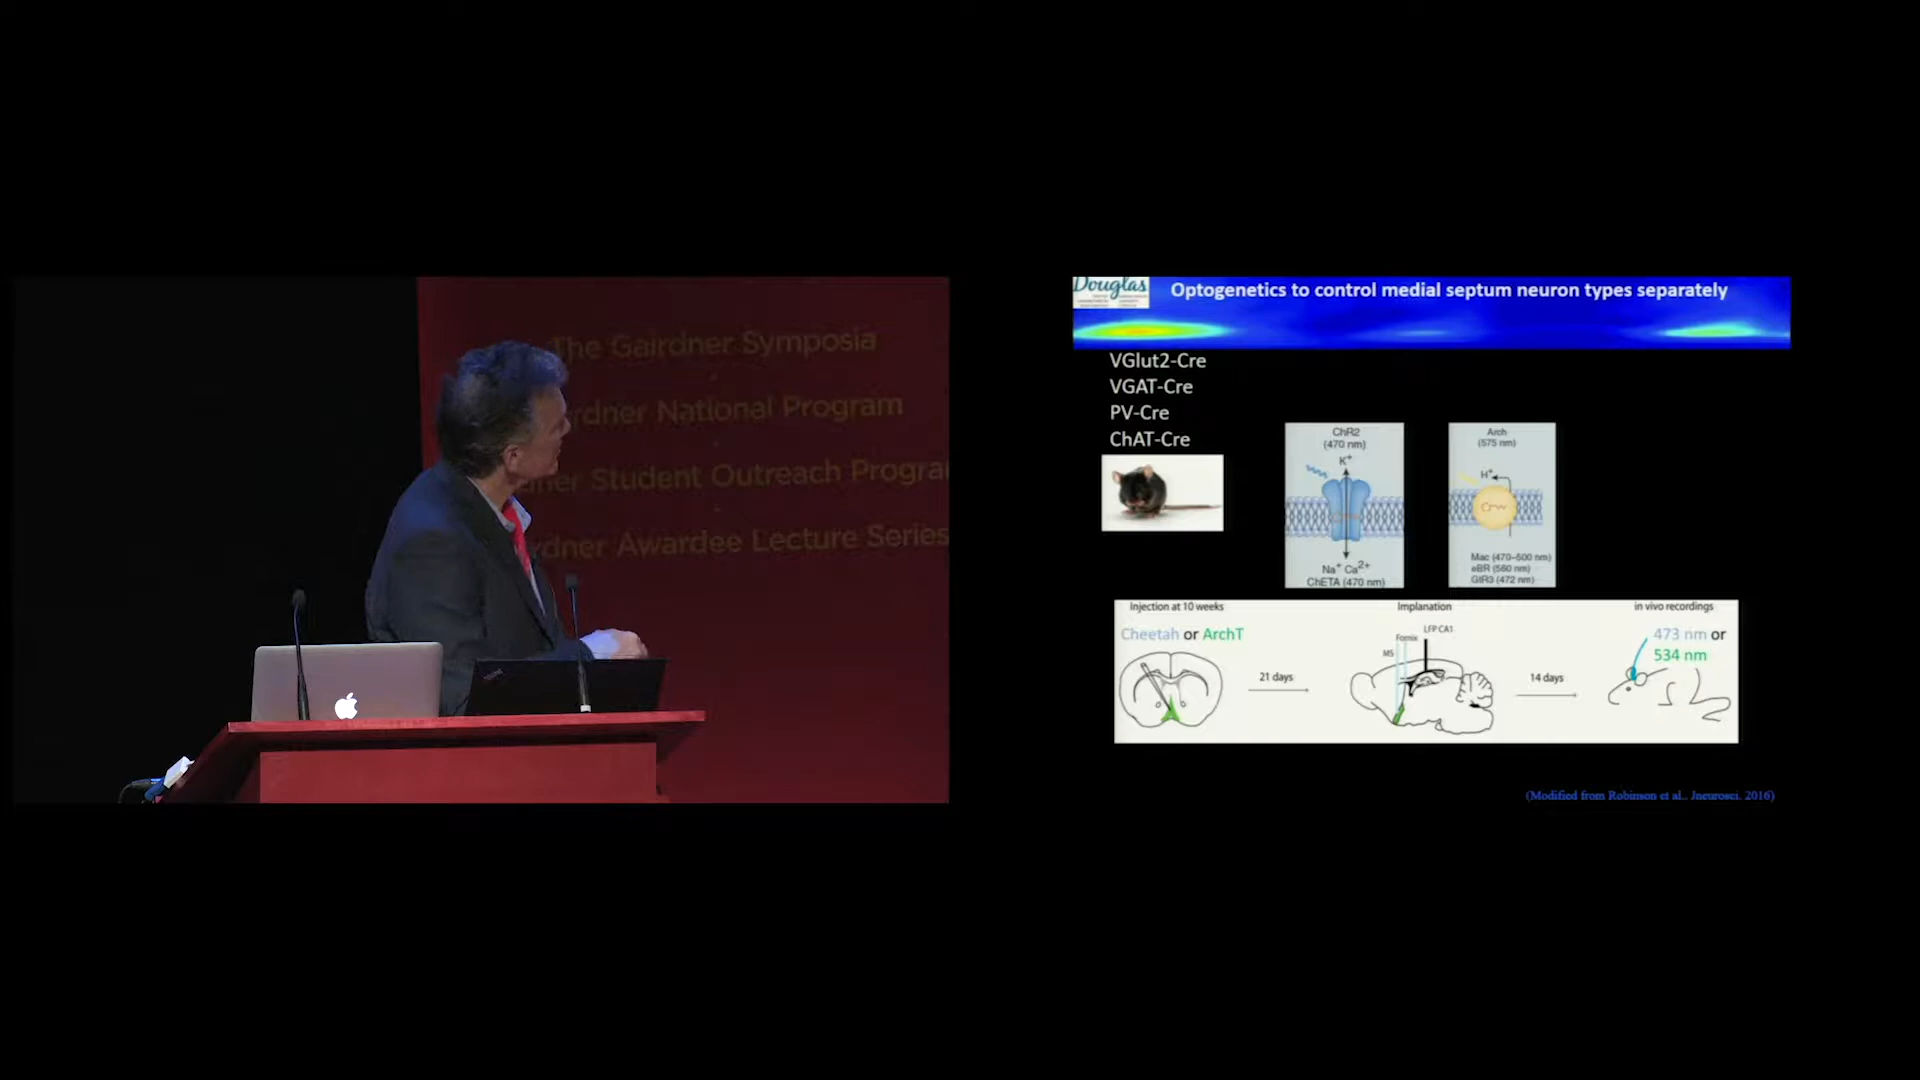 The Gairdner Symposia
rdner National Program
ner Student Outreach Progra
rdner Awardee Lecture Series
Douglas
Optogenetics to control medial septum neuron types separately
VGlut2-Cre
VGAT-Cre
PV-Cre
ChAT-Cre
ChR2
(470 nm)
K+
Na+ Ca2+
ChETA (470 nm)
Arch
(575 nm)
H+
Mac (470–500 nm)
eBR (560 nm)
GtR3 (472 nm)
Injection at 10 weeks
Cheetah or ArchT
21 days
Implanation
LFP CA1
Fornix
MS
14 days
in vivo recordings
473 nm or
534 nm
(Modified from Robinson et al.. Jneurosci. 2016)